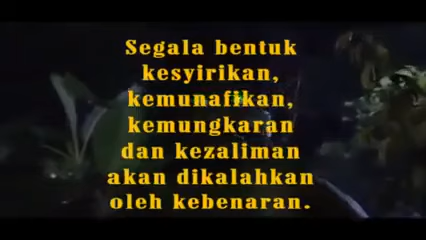 Segala bentuk
kesyirikan,
kemunafikan,
kemungkaran
dan kezaliman
akan dikalahkan
oleh kebenaran.